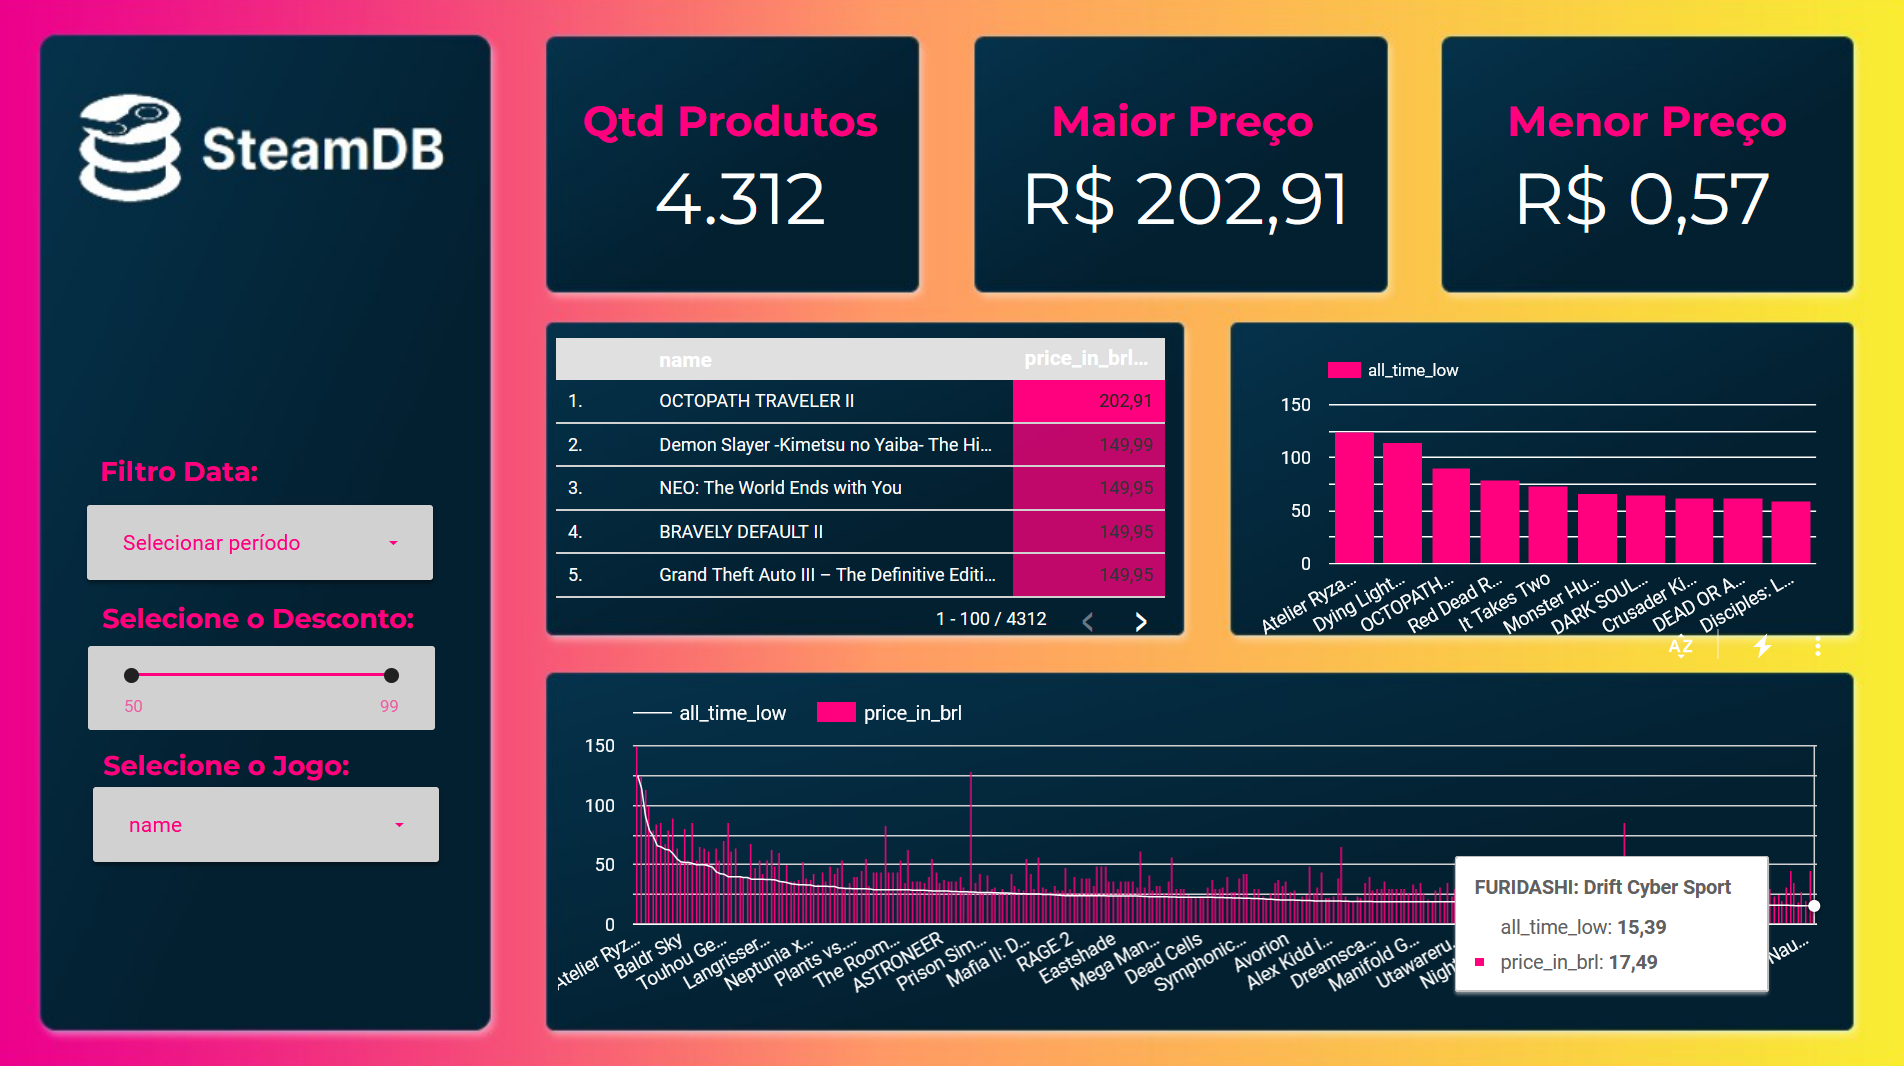 SteamDB
Filtro Data:
Selecionar período
Selecione o Desconto:
50 99
Selecione o Jogo:
name
Qtd Produtos
4.312
Maior Preço
R$ 202,91
Menor Preço
R$ 0,57
name price_in_brl...
1. OCTOPATH TRAVELER II 202,91
2. Demon Slayer -Kimetsu no Yaiba- The Hi... 149,99
3. NEO: The World Ends with You 149,95
4. BRAVELY DEFAULT II 149,95
5. Grand Theft Auto III – The Definitive Editi... 149,95
1 - 100 / 4312
all_time_low
150
100
50
0
Atelier Ryza...
Dying Light...
OCTOPATH...
Red Dead R...
It Takes Two
Monster Hu...
DARK SOUL...
Crusader Ki...
DEAD OR A...
Disciples: L...
AZ
all_time_low price_in_brl
150
100
50
0
Atelier Ryz...
Baldr Sky
Touhou Ge...
Langrisser...
Neptunia x...
Plants vs....
The Room...
ASTRONEER
Prison Sim...
Mafia II: D...
RAGE 2
Eastshade
Mega Man...
Dead Cells
Symphonic...
Avorion
Alex Kidd i...
Dreamsca...
Manifold G...
Utawareru...
Night
Nau...
FURIDASHI: Drift Cyber Sport
all_time_low: 15,39
price_in_brl: 17,49